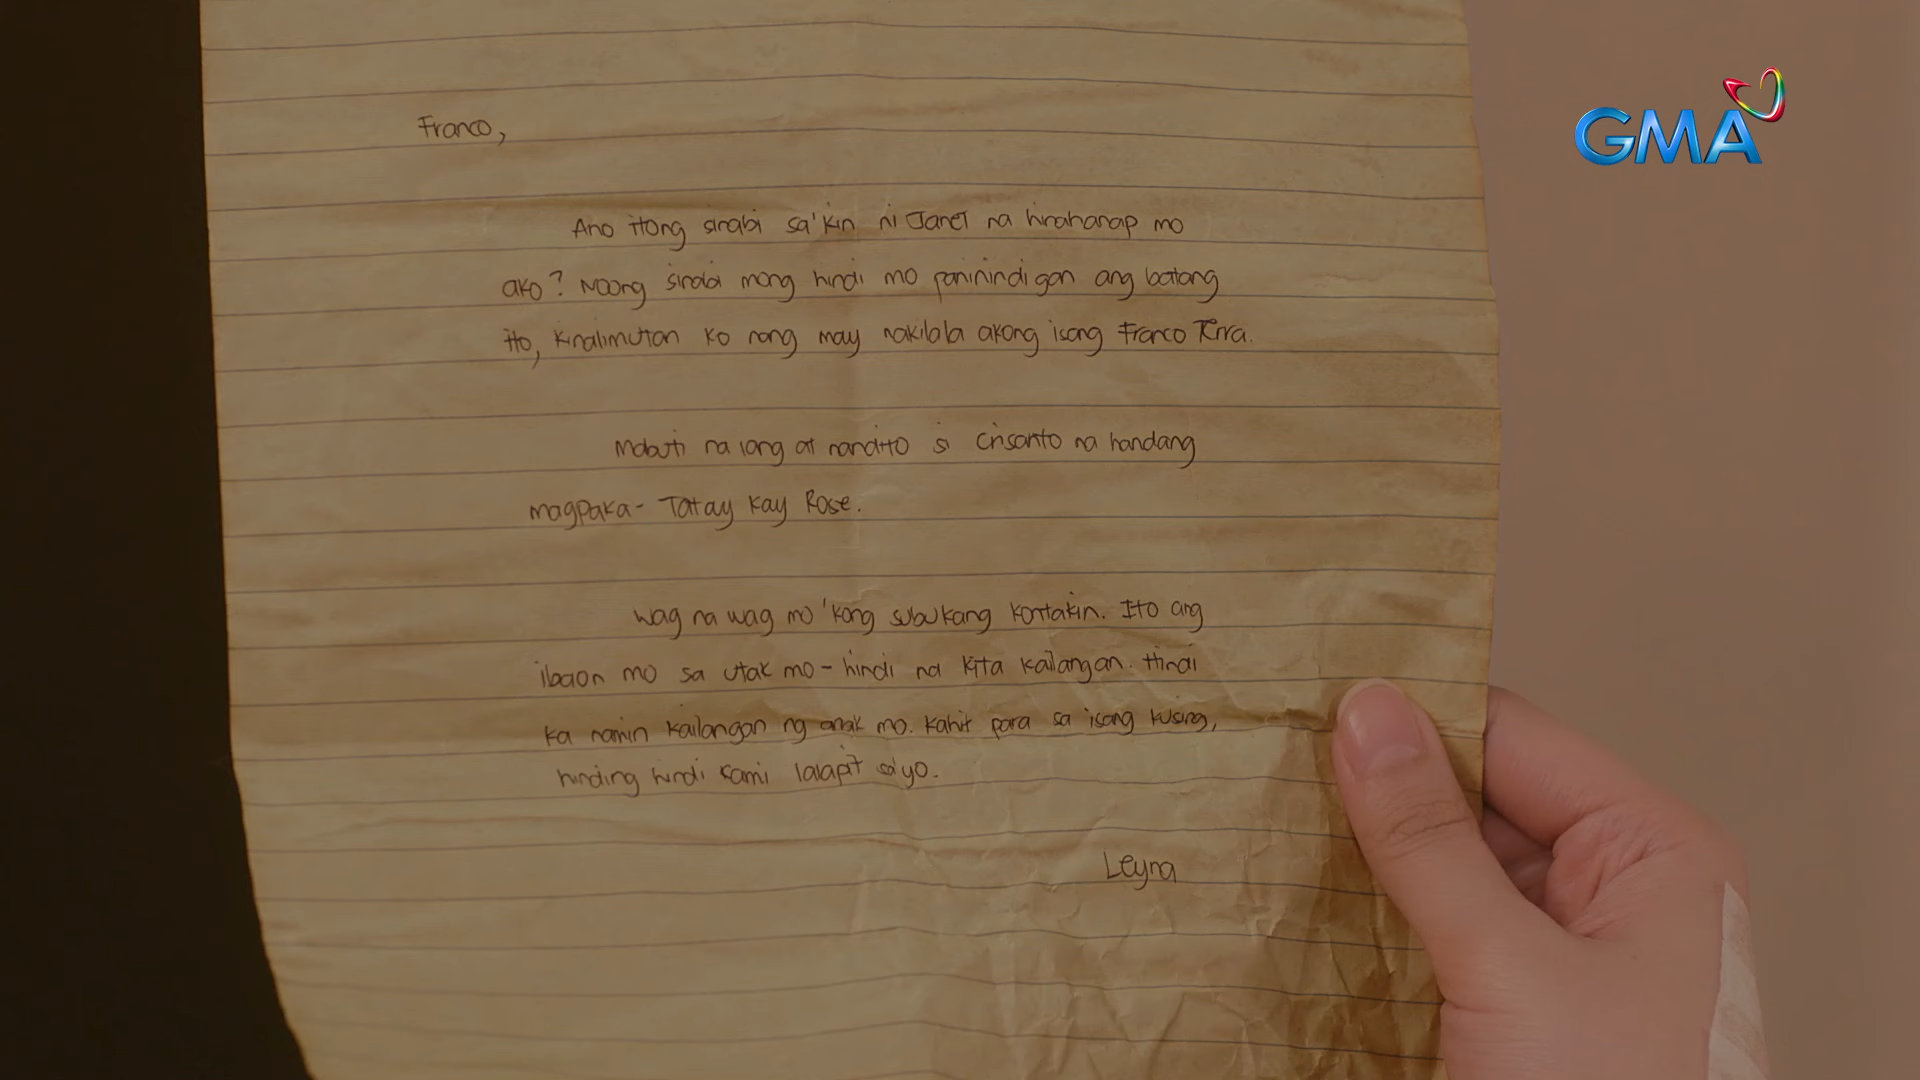 GMA
Franco,
Ano itong sinabi sa'kin ni Janet na hinahanap mo
ako? Noong sinabi mong hindi mo paninindigan ang batang
ito, kinalimutan ko nang may nakilala akong isang Franco Terra.
Mabuti na lang at nandito si Crisanto na handang
magpaka-Tatay kay Rose.
Wag na wag mo 'kong subukang kontakin. Ito ang
ibaon mo sa utak mo - hindi na kita kailangan. Hindi
ka namin kailangan ng anak mo. Kahit para sa isang kusing,
hinding hindi kami lalapit sa'yo.
Leyna